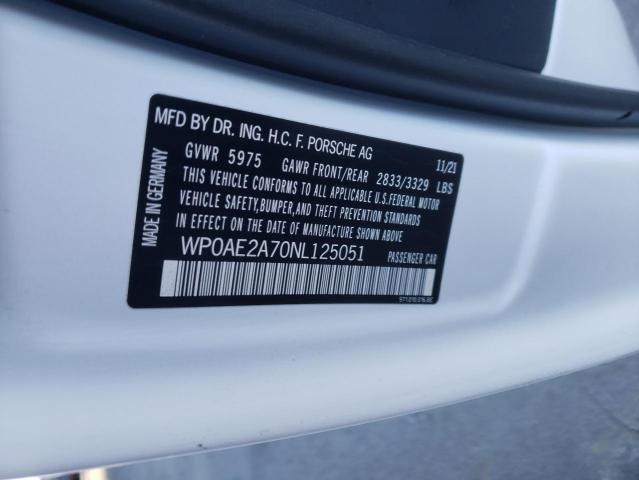 MFD BY DR. ING. H.C. F. PORSCHE AG 11/21
GVWR 5975 GAWR FRONT/REAR 2833/3329 LBS
THIS VEHICLE CONFORMS TO ALL APPLICABLE U.S.FEDERAL MOTOR
VEHICLE SAFETY,BUMPER,AND THEFT PREVENTION STANDARDS
IN EFFECT ON THE DATE OF MANUFACTURE SHOWN ABOVE.
WP0AE2A70NL125051 PASSENGER CAR
MADE IN GERMANY